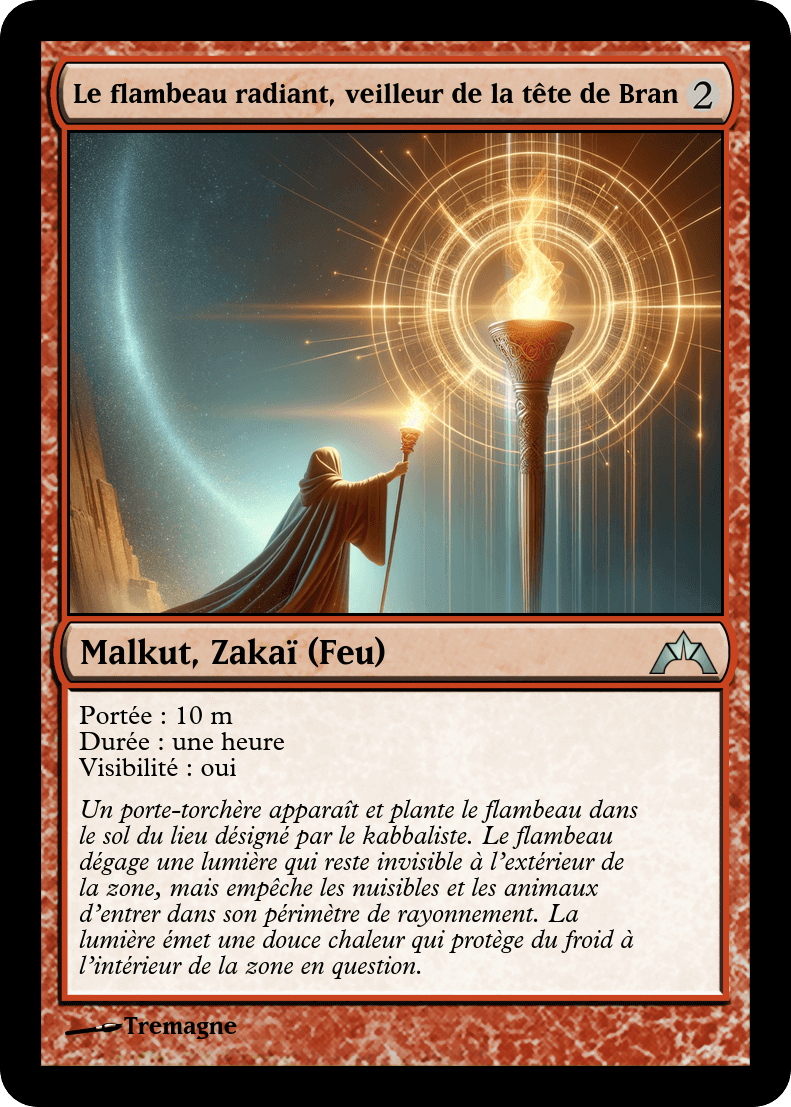 Le flambeau radiant, veilleur de la tête de Bran 2
Malkut, Zakaï (Feu)
Portée : 10 m
Durée : une heure
Visibilité : oui
Un porte-torchère apparaît et plante le flambeau dans
le sol du lieu désigné par le kabbaliste. Le flambeau
dégage une lumière qui reste invisible à l'extérieur de
la zone, mais empêche les nuisibles et les animaux
d'entrer dans son périmètre de rayonnement. La
lumière émet une douce chaleur qui protège du froid à
l'intérieur de la zone en question.
Tremagne